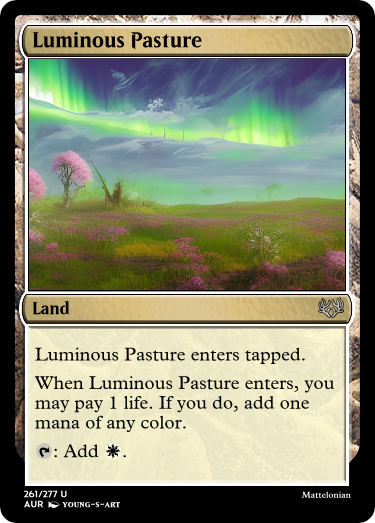 Luminous Pasture
Land
Luminous Pasture enters tapped.
When Luminous Pasture enters, you
may pay 1 life. If you do, add one
mana of any color.
: Add .
261/277 U
Mattelonian
AUR YOUNG-S-ART